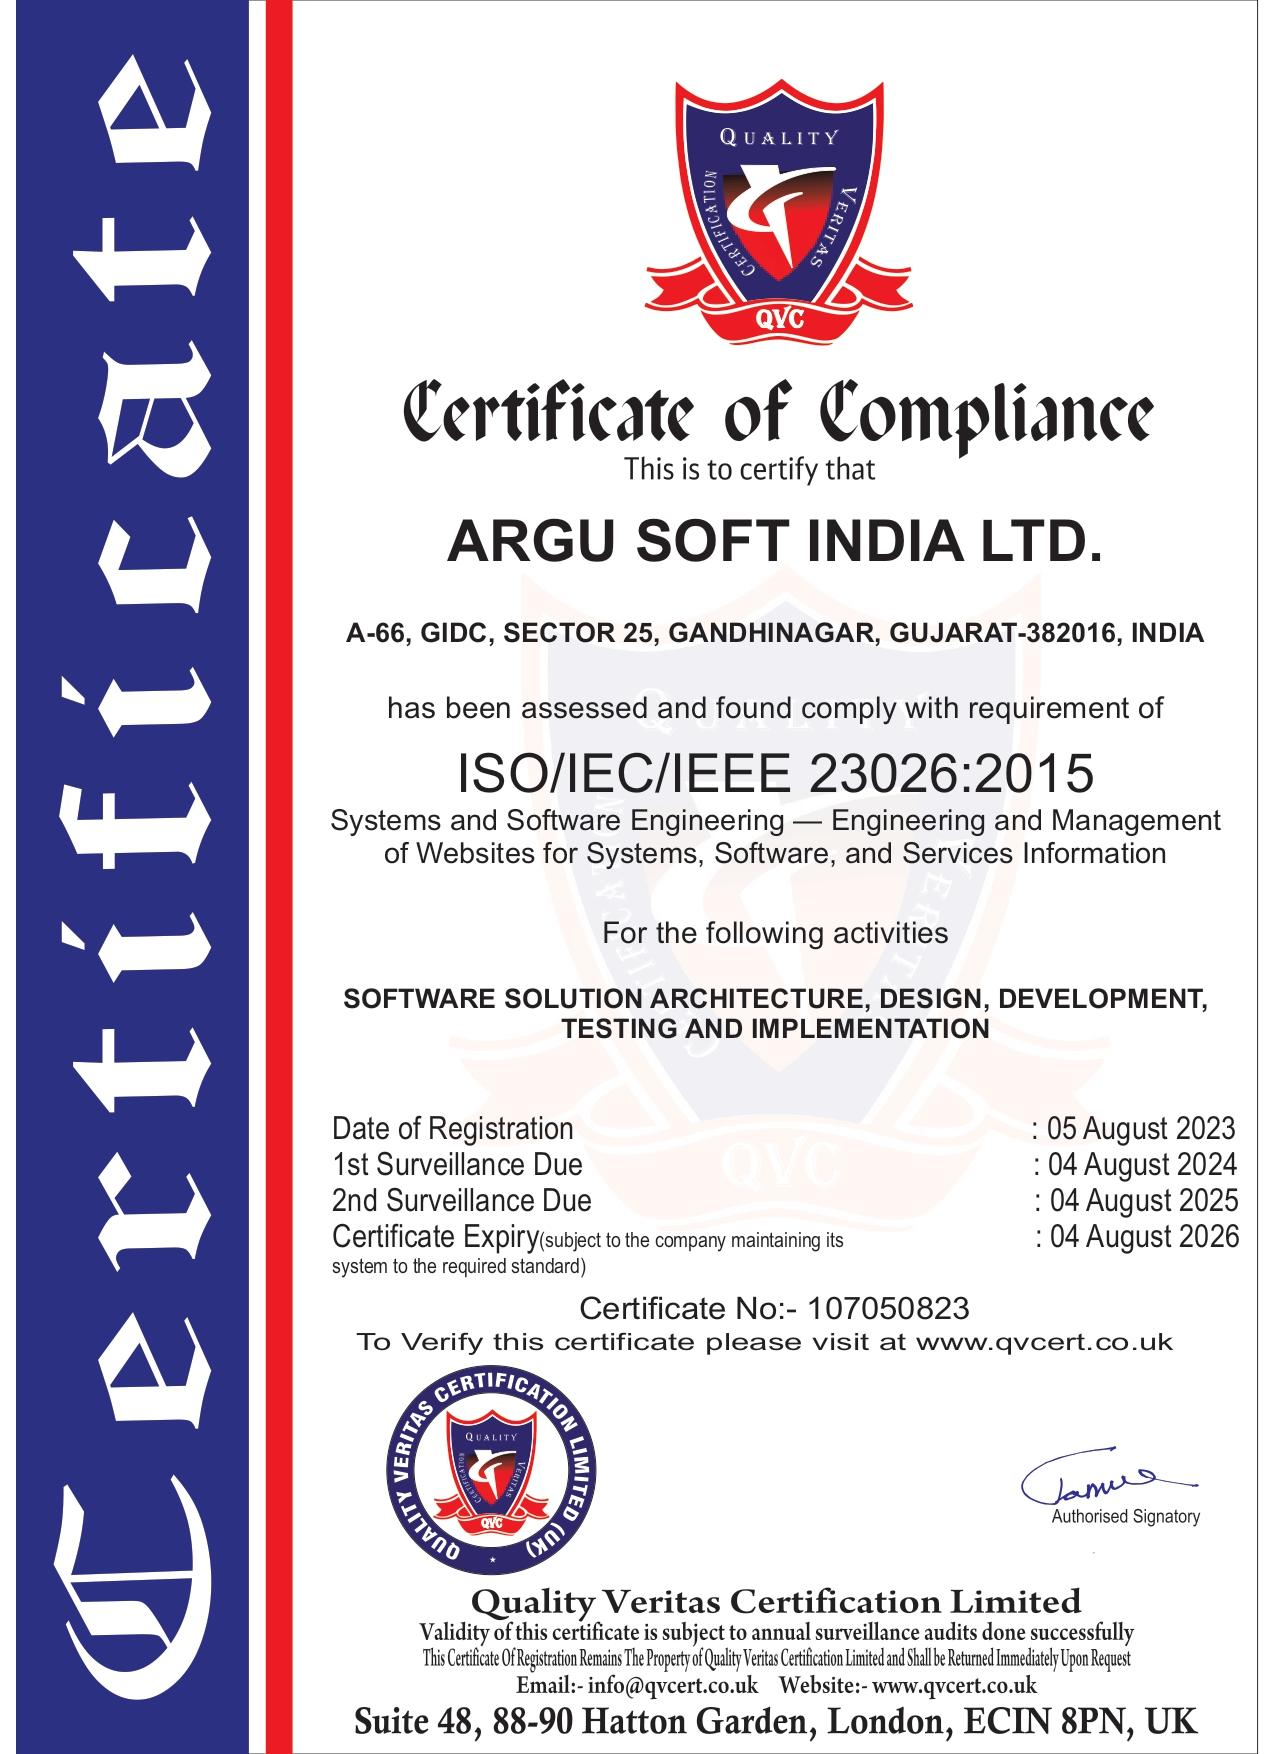 Certificate
QUALITY
CERTIFICATION
VERITAS
QVC
Certificate of Compliance
This is to certify that
ARGU SOFT INDIA LTD.
A-66, GIDC, SECTOR 25, GANDHINAGAR, GUJARAT-382016, INDIA
has been assessed and found comply with requirement of
ISO/IEC/IEEE 23026:2015
Systems and Software Engineering — Engineering and Management
of Websites for Systems, Software, and Services Information
For the following activities
SOFTWARE SOLUTION ARCHITECTURE, DESIGN, DEVELOPMENT,
TESTING AND IMPLEMENTATION
Date of Registration : 05 August 2023
1st Surveillance Due : 04 August 2024
2nd Surveillance Due : 04 August 2025
Certificate Expiry(subject to the company maintaining its : 04 August 2026
system to the required standard)
Certificate No:- 107050823
To Verify this certificate please visit at www.qvcert.co.uk
QUALITY VERITAS CERTIFICATION LIMITED (UK)
QUALITY
CERTIFICATION
VERITAS
QVC
Authorised Signatory
Quality Veritas Certification Limited
Validity of this certificate is subject to annual surveillance audits done successfully
This Certificate Of Registration Remains The Property of Quality Veritas Certification Limited and Shall be Returned Immediately Upon Request
Email:- info@qvcert.co.uk Website:- www.qvcert.co.uk
Suite 48, 88-90 Hatton Garden, London, ECIN 8PN, UK